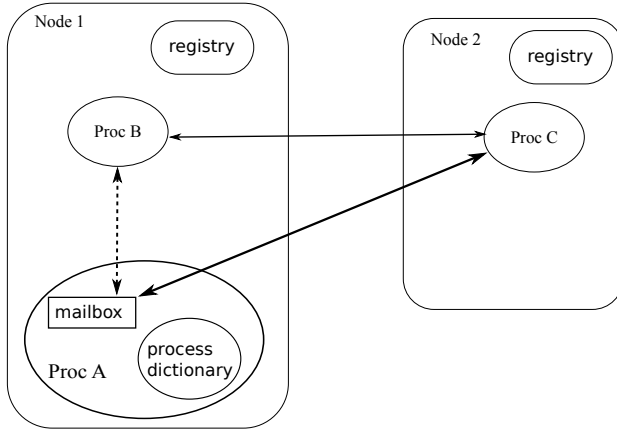 Node 1
registry
Proc B
mailbox
process
dictionary
Proc A
Node 2
registry
Proc C